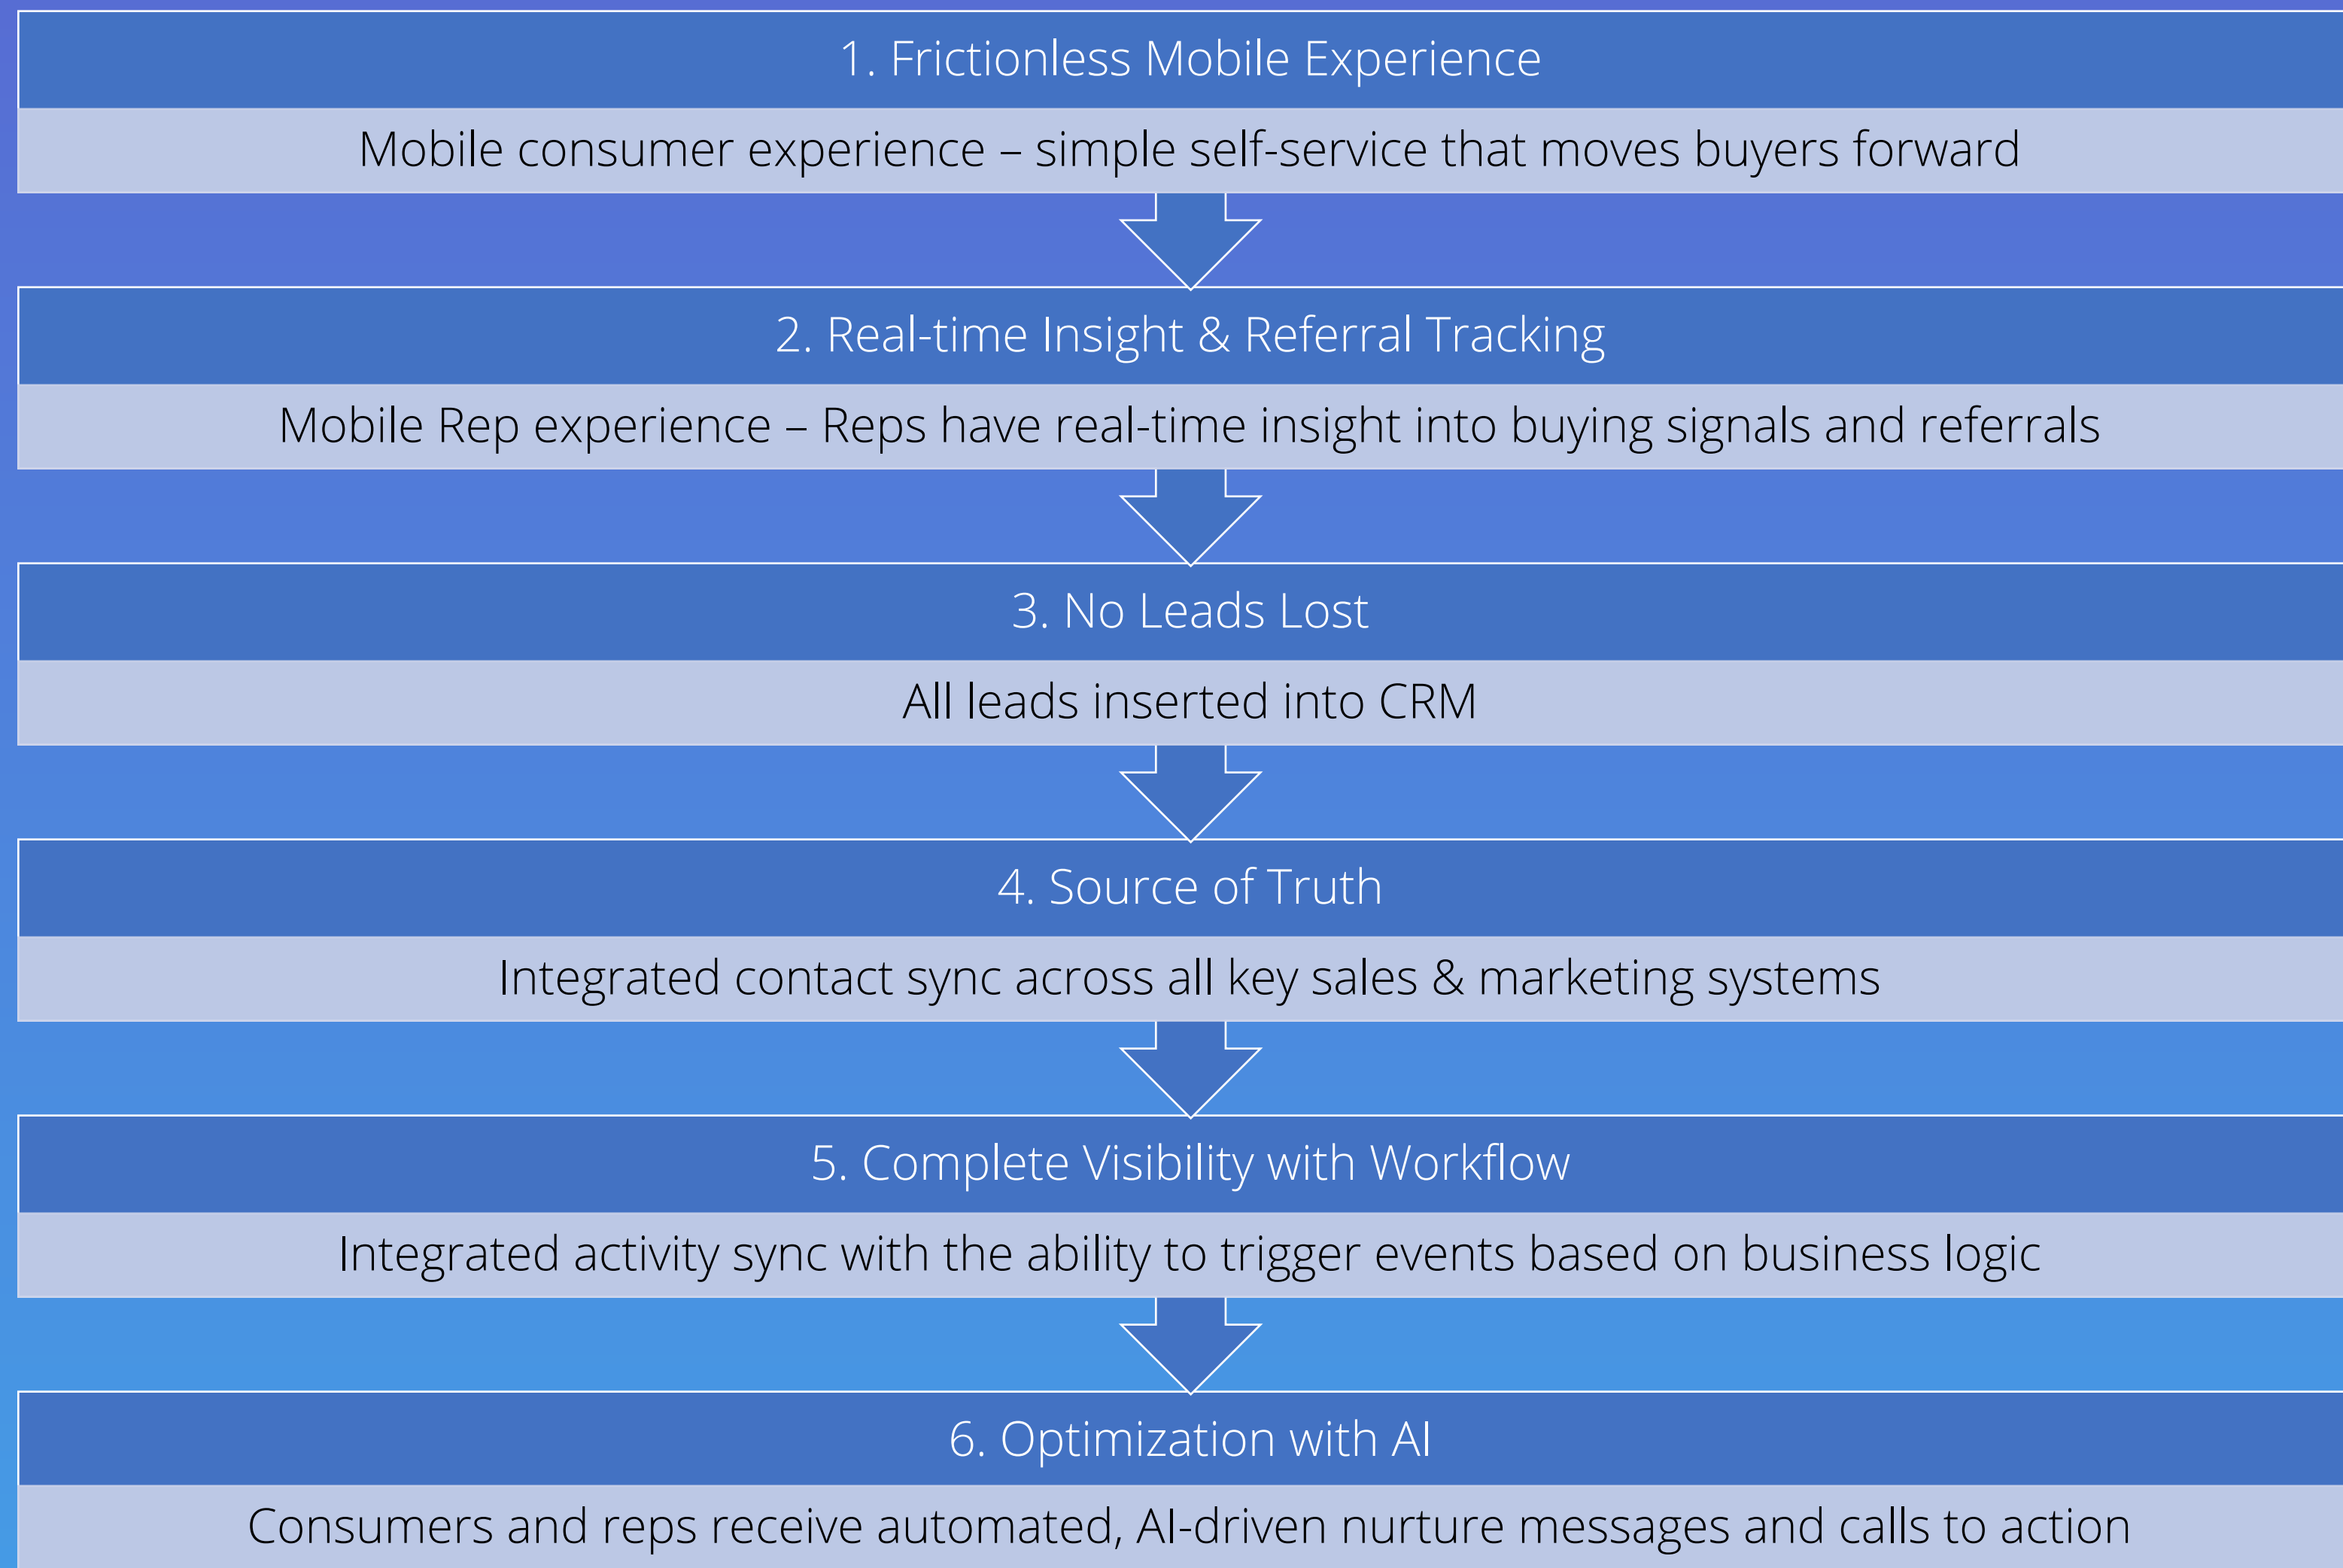 1. Frictionless Mobile Experience
Mobile consumer experience – simple self-service that moves buyers forward
2. Real-time Insight & Referral Tracking
Mobile Rep experience – Reps have real-time insight into buying signals and referrals
3. No Leads Lost
All leads inserted into CRM
4. Source of Truth
Integrated contact sync across all key sales & marketing systems
5. Complete Visibility with Workflow
Integrated activity sync with the ability to trigger events based on business logic
6. Optimization with AI
Consumers and reps receive automated, AI-driven nurture messages and calls to action